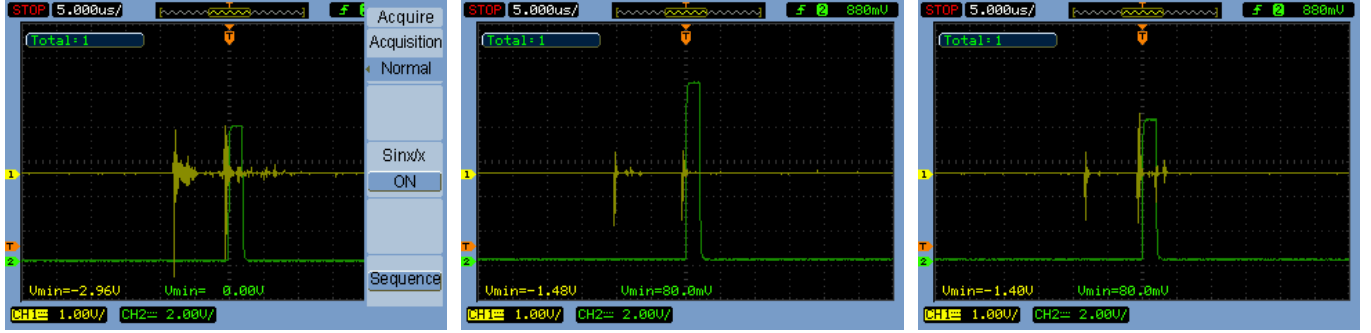 STOP 5.000us/ T ƒ 2
Acquire
Acquisition
Normal
Sinx/x
ON
Sequence
Total:1
T
1
T
2
Vmin=-2.96V Vmin= 0.00V
CH1 1.00V/ CH2 2.00V/
STOP 5.000us/ T ƒ 2 880mV
Total:1
T
1
T
2
Vmin=-1.48V Vmin=80.0mV
CH1 1.00V/ CH2 2.00V/
STOP 5.000us/ T ƒ 2 880mV
Total:1
T
1
T
2
Vmin=-1.40V Vmin=80.0mV
CH1 1.00V/ CH2 2.00V/